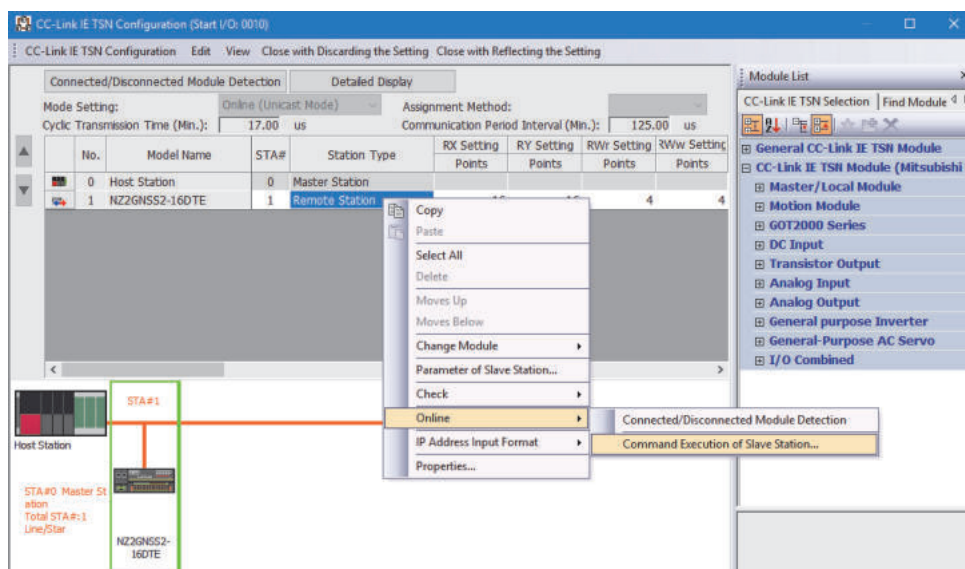 CC-Link IE TSN Configuration (Start I/O: 0010)
CC-Link IE TSN Configuration Edit View Close with Discarding the Setting Close with Reflecting the Setting
Connected/Disconnected Module Detection Detailed Display
Mode Setting: Online (Unicast Mode) Assignment Method:
Cyclic Transmission Time (Min.): 17.00 us Communication Period Interval (Min.): 125.00 us
No. Model Name STA# Station Type RX Setting RY Setting RWr Setting RWw Setting
Points Points Points Points
0 Host Station 0 Master Station
1 NZ2GNSS2-16DTE 1 Remote Station 16 16 4 4
Copy
Paste
Select All
Delete
Moves Up
Moves Below
Change Module
Parameter of Slave Station...
Check
Online
IP Address Input Format
Properties...
Connected/Disconnected Module Detection
Command Execution of Slave Station...
Module List
CC-Link IE TSN Selection Find Module
General CC-Link IE TSN Module
CC-Link IE TSN Module (Mitsubishi
Master/Local Module
Motion Module
GOT2000 Series
DC Input
Transistor Output
Analog Input
Analog Output
General purpose Inverter
General-Purpose AC Servo
I/O Combined
STA#1
Host Station
STA#0 Master St
ation
Total STA#:1
Line/Star
NZ2GNSS2-
16DTE